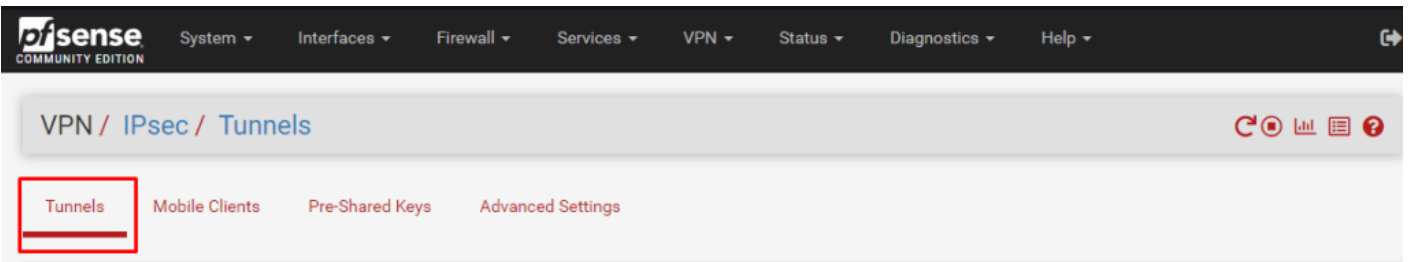 pfsense System Interfaces Firewall Services VPN Status Diagnostics Help
COMMUNITY EDITION
VPN / IPsec / Tunnels
Tunnels Mobile Clients Pre-Shared Keys Advanced Settings